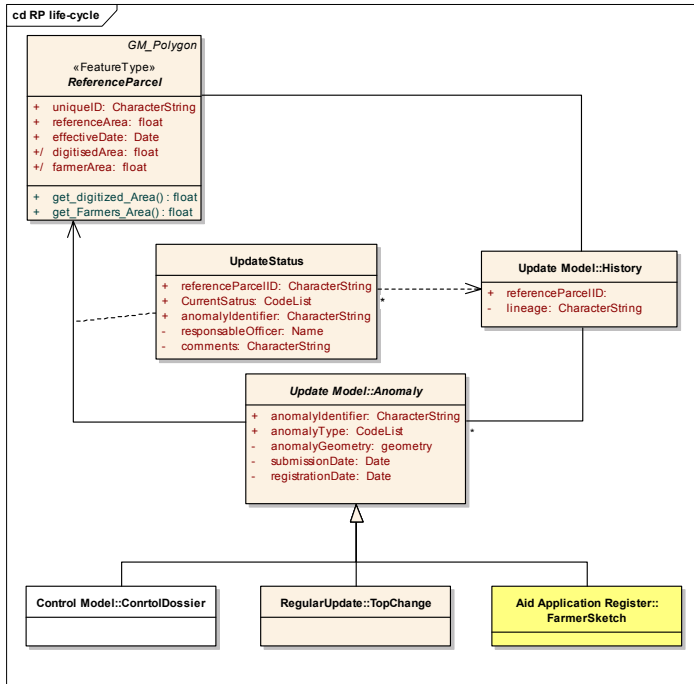 cd RP life-cycle
GM_Polygon
«FeatureType»
ReferenceParcel
+ uniqueID: CharacterString
+ referenceArea: float
+ effectiveDate: Date
+/ digitisedArea: float
+/ farmerArea: float
+ get_digitized_Area() : float
+ get_Farmers_Area() : float
UpdateStatus
+ referenceParcelID: CharacterString
+ CurrentSatrus: CodeList
+ anomalyIdentifier: CharacterString
- responsableOfficer: Name
- comments: CharacterString
*
Update Model::History
+ referenceParcelID:
- lineage: CharacterString
Update Model::Anomaly
+ anomalyIdentifier: CharacterString
+ anomalyType: CodeList
- anomalyGeometry: geometry
- submissionDate: Date
- registrationDate: Date
*
Control Model::ConrtolDossier
RegularUpdate::TopChange
Aid Application Register::
FarmerSketch